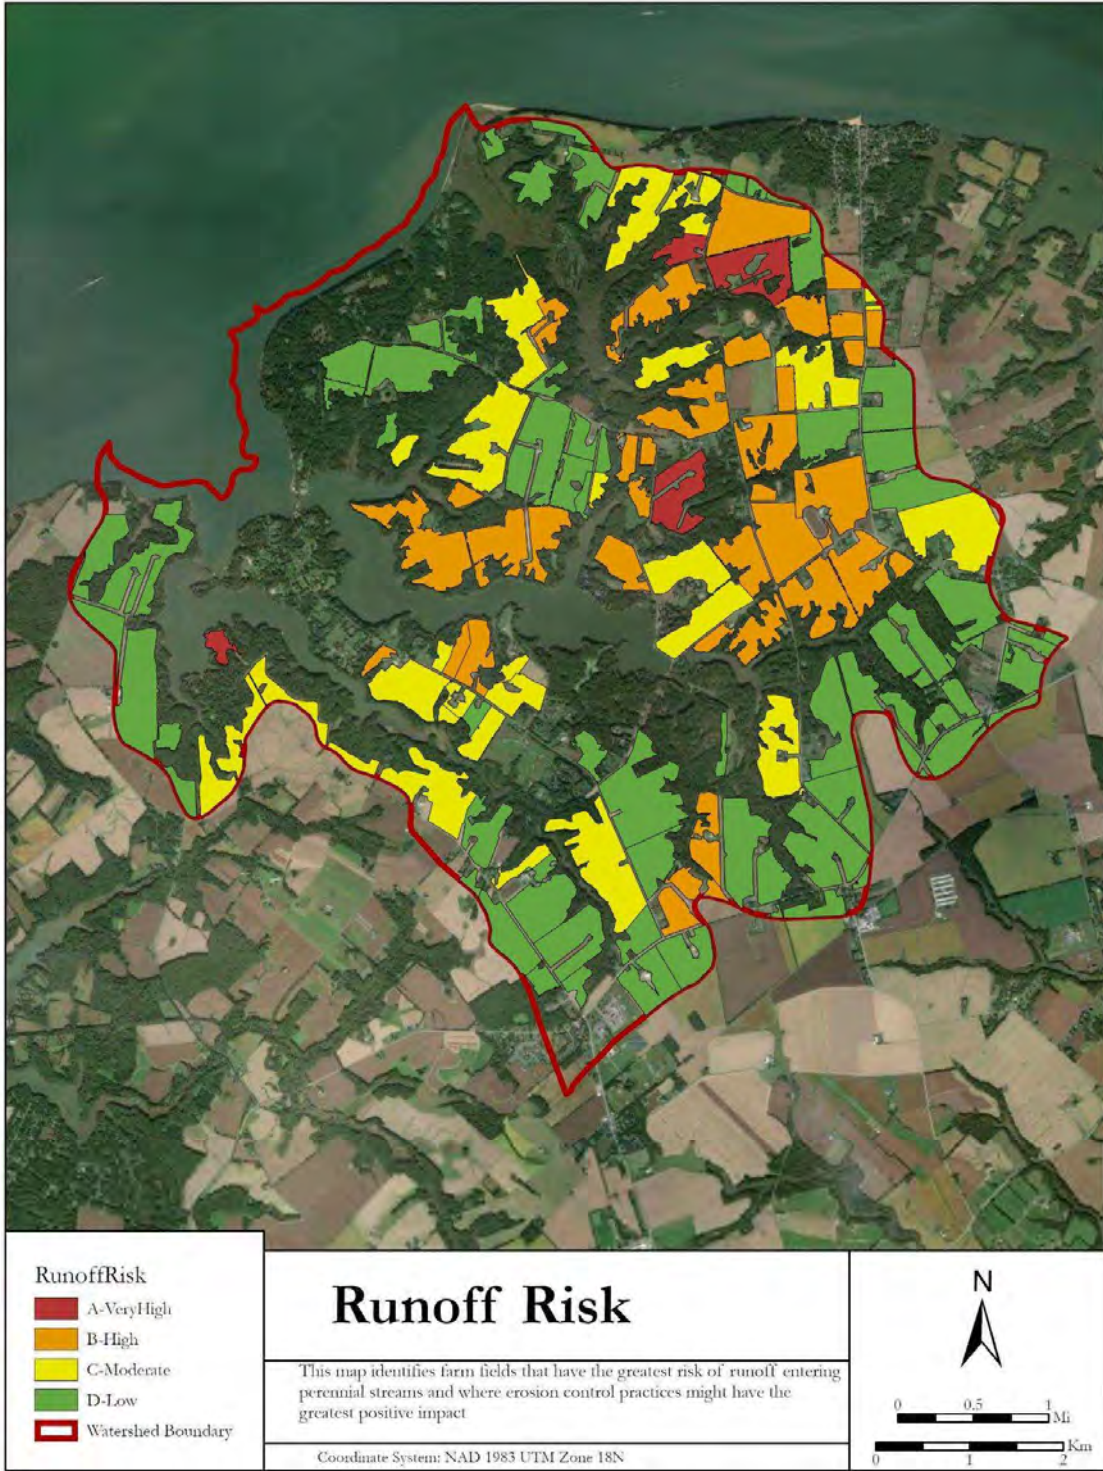 RunoffRisk
A-VeryHigh
B-High
C-Moderate
D-Low
Watershed Boundary
Runoff Risk
This map identifies farm fields that have the greatest risk of runoff entering
perennial streams and where erosion control practices might have the
greatest positive impact
Coordinate System: NAD 1983 UTM Zone 18N
N
0 0.5 1
Mi
Km
0 1 2